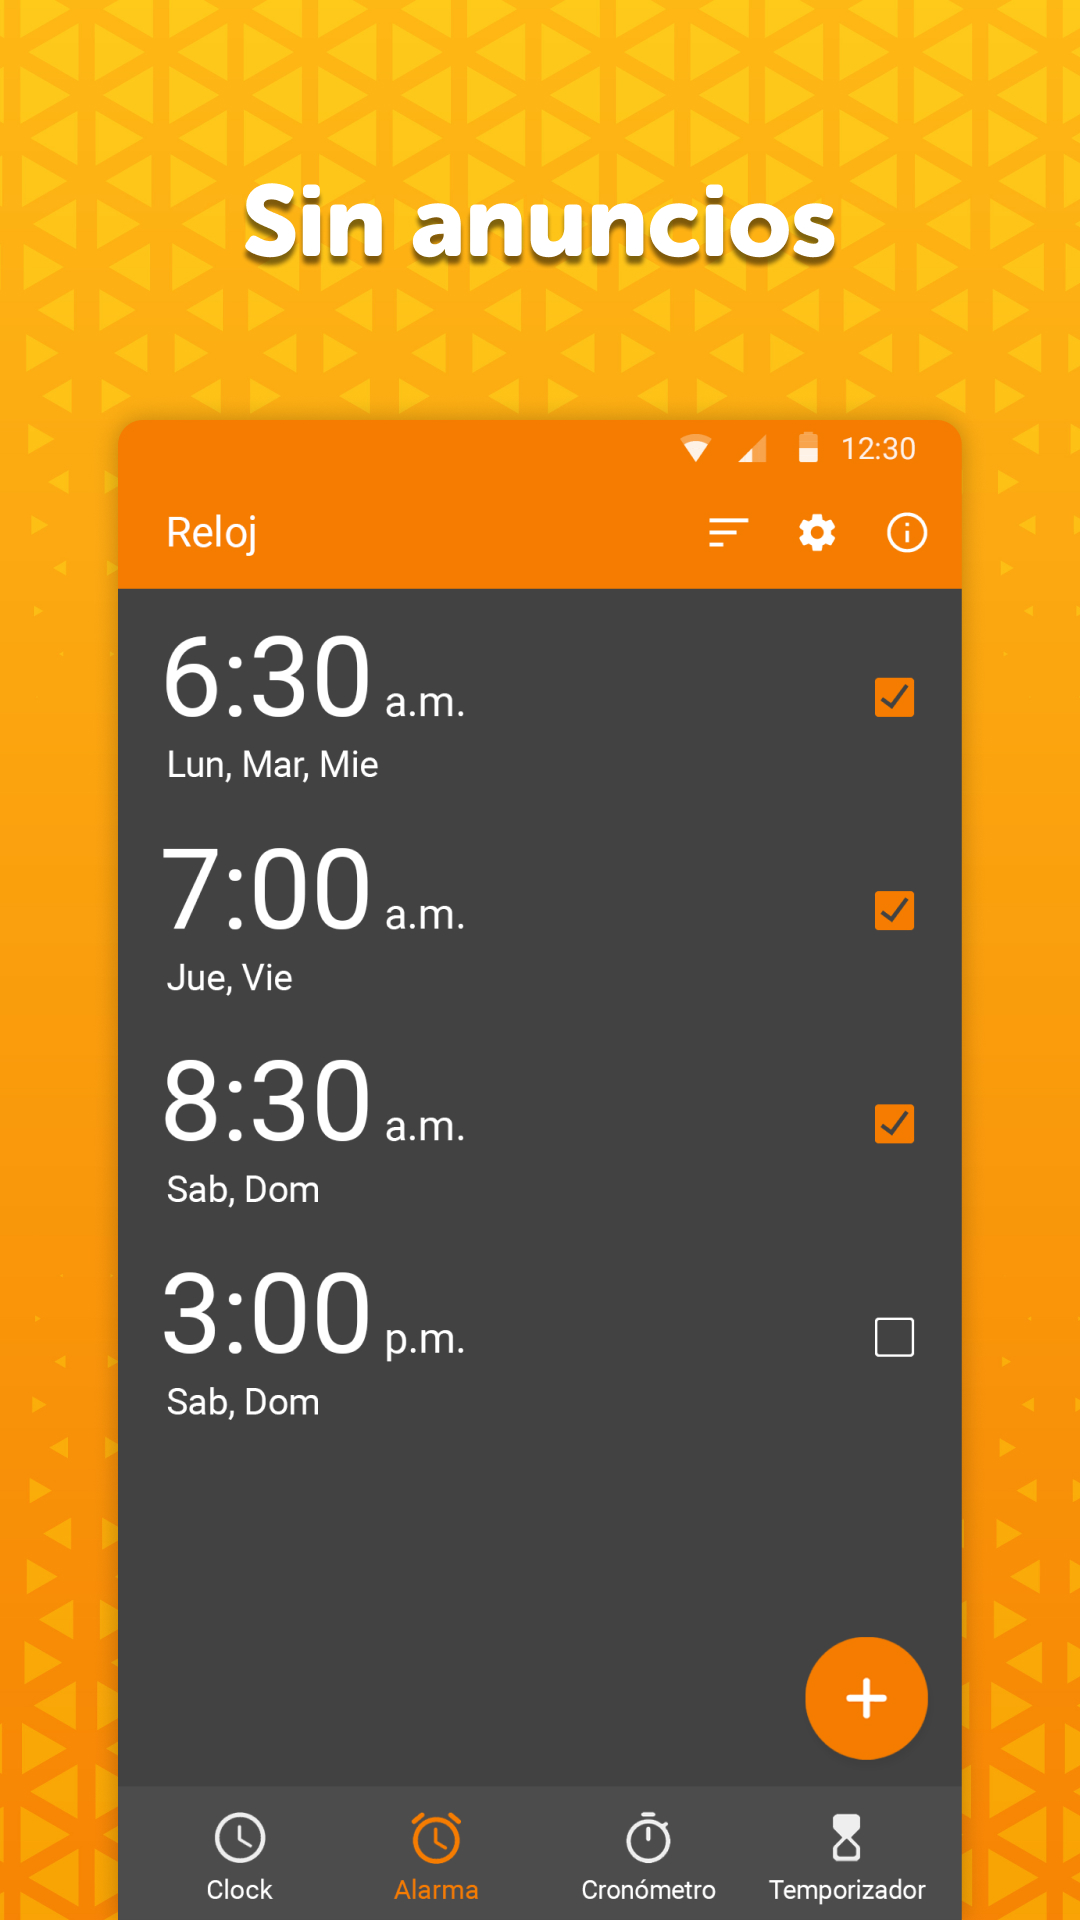 Sin anuncios
12:30
Reloj
6:30 a.m.
Lun, Mar, Mie
7:00 a.m.
Jue, Vie
8:30 a.m.
Sab, Dom
3:00 p.m.
Sab, Dom
Clock Alarma Cronómetro Temporizador